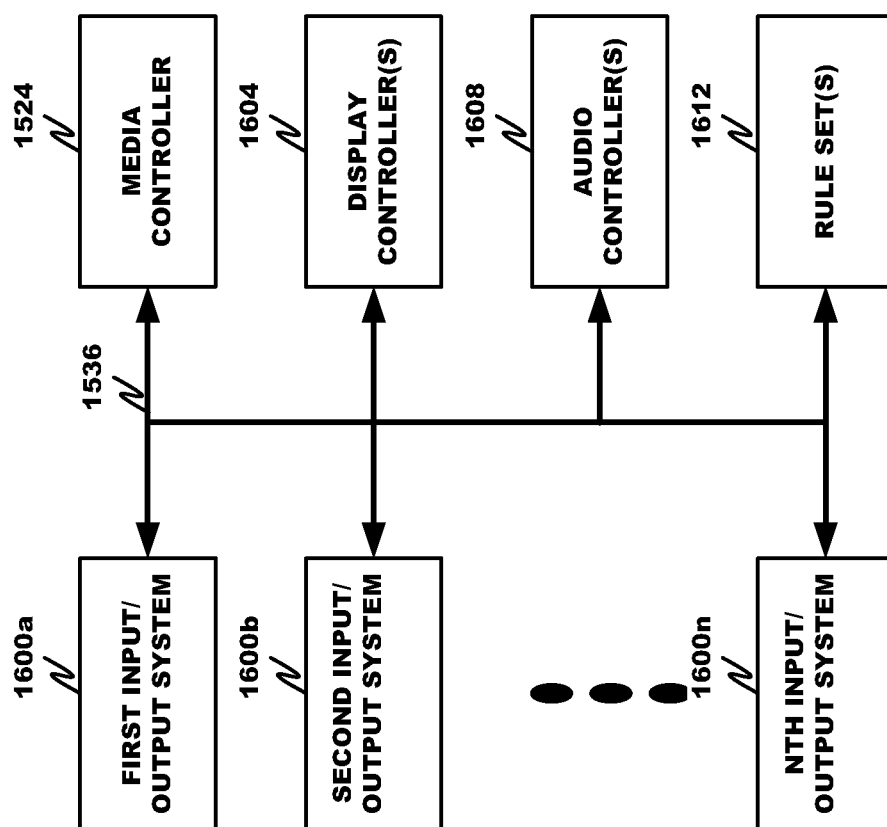 1524
MEDIA
CONTROLLER
1604
DISPLAY
CONTROLLER(S)
1608
AUDIO
CONTROLLER(S)
1612
RULE SET(S)
1536
1600a
FIRST INPUT/
OUTPUT SYSTEM
1600b
SECOND INPUT/
OUTPUT SYSTEM
1600n
NTH INPUT/
OUTPUT SYSTEM